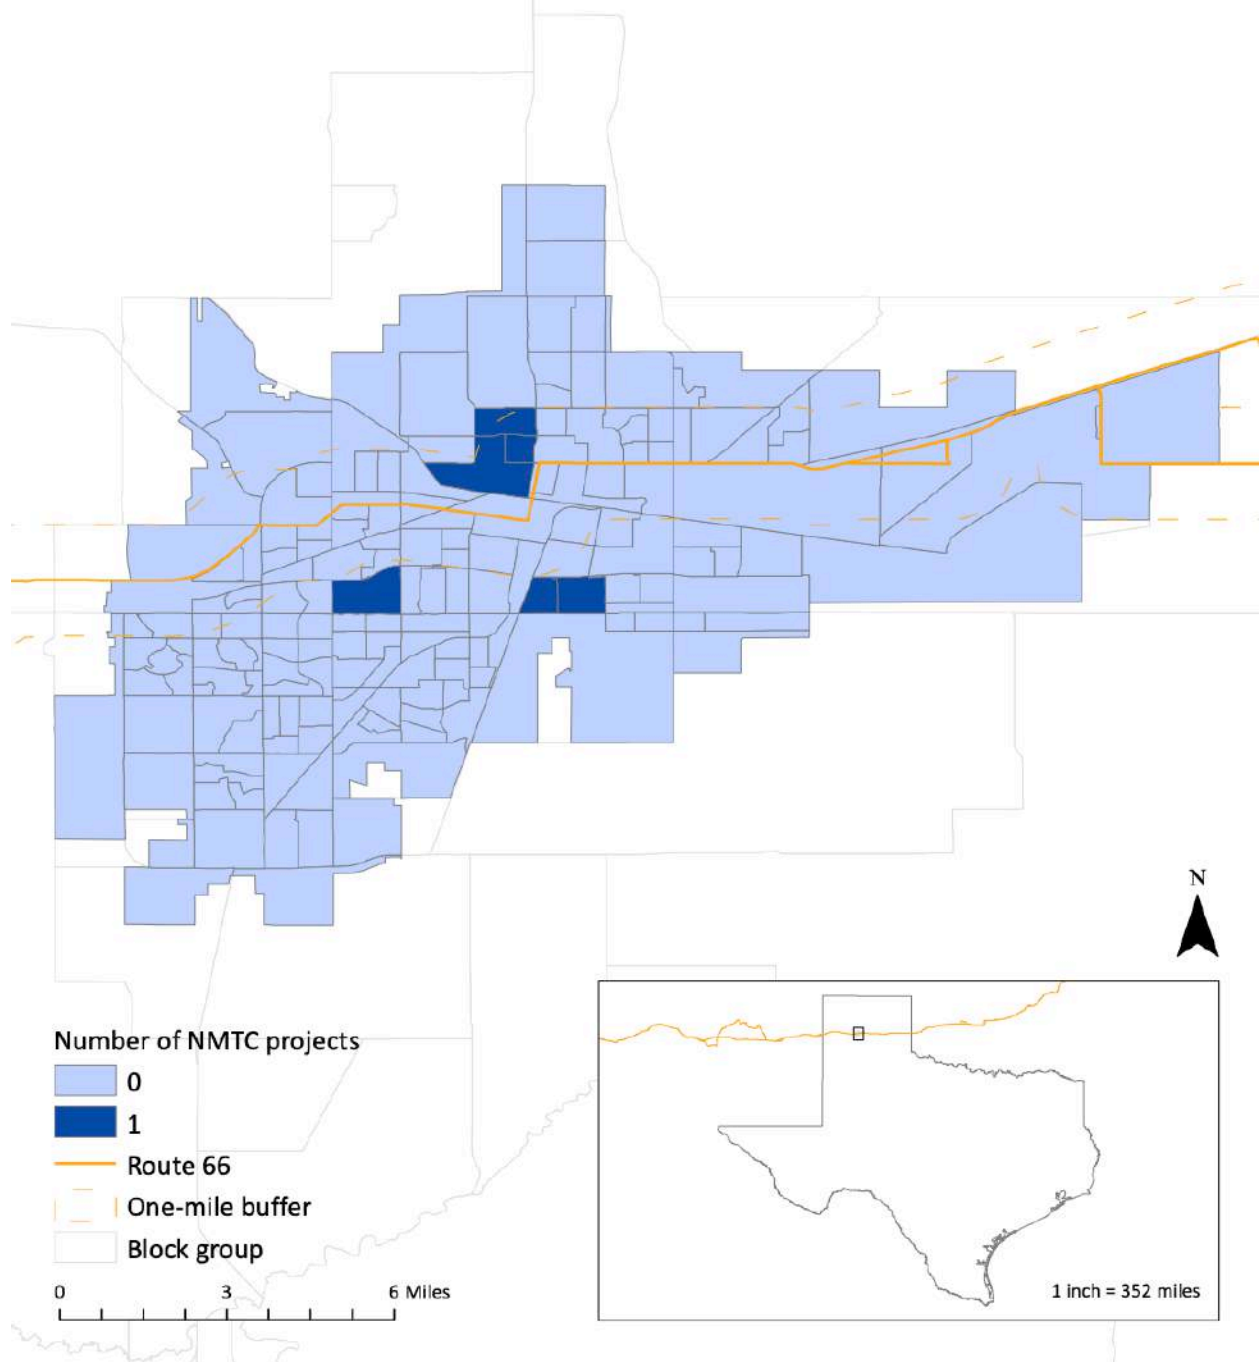 N
Number of NMTC projects
0
1
Route 66
One-mile buffer
Block group
0 3 6 Miles
1 inch = 352 miles